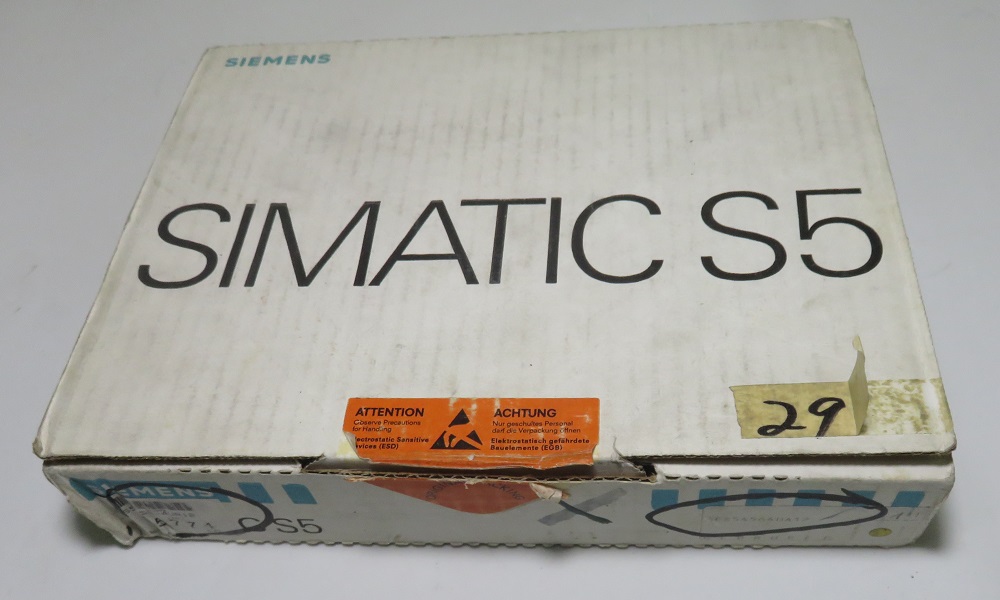 SIEMENS
SIMATIC S5
29
ATTENTION
Observe Precautions
for Handling
Electrostatic Sensitive
Devices (ESD)
ACHTUNG
Nur geschultes Personal
darf die Verpackung öffnen
Elektrostatisch gefährdete
Bauelemente (EGB)
SIEMENS
S5